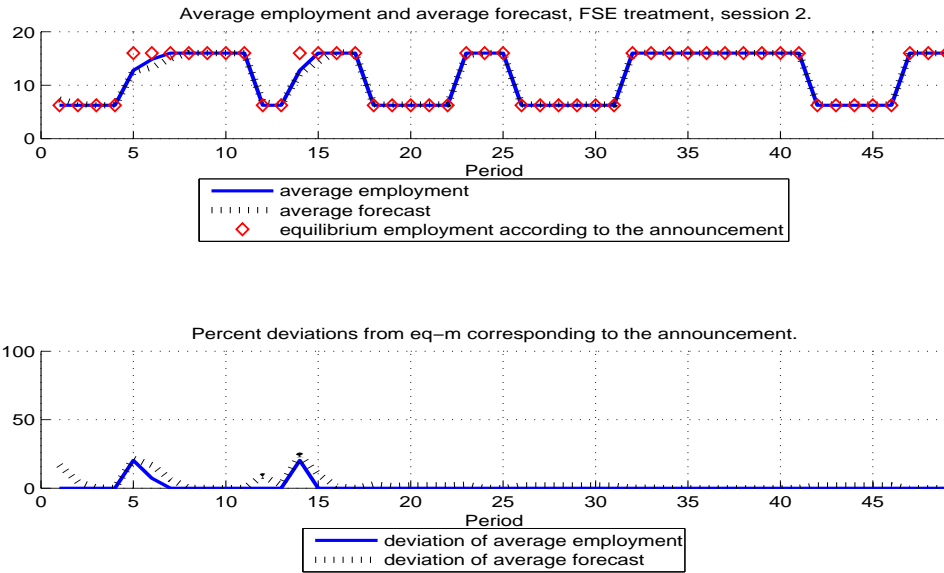 Average employment and average forecast, FSE treatment, session 2.
20
10
0
0 5 10 15 20 25 30 35 40 45
Period
average employment
average forecast
equilibrium employment according to the announcement
Percent deviations from eq−m corresponding to the announcement.
100
50
0
0 5 10 15 20 25 30 35 40 45
Period
deviation of average employment
deviation of average forecast